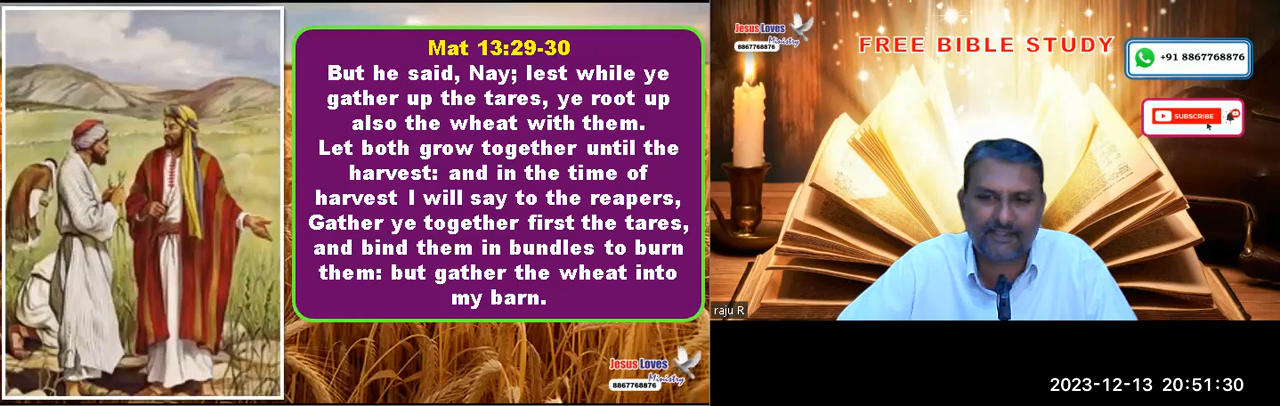 Mat 13:29-30
But he said, Nay; lest while ye
gather up the tares, ye root up
also the wheat with them.
Let both grow together until the
harvest: and in the time of
harvest I will say to the reapers,
Gather ye together first the tares,
and bind them in bundles to burn
them: but gather the wheat into
my barn.
Jesus Loves
Ministry
8867768876
Jesus Loves
Ministry
8867768876
FREE BIBLE STUDY
+91 8867768876
SUBSCRIBE
raju R
2023-12-13 20:51:30